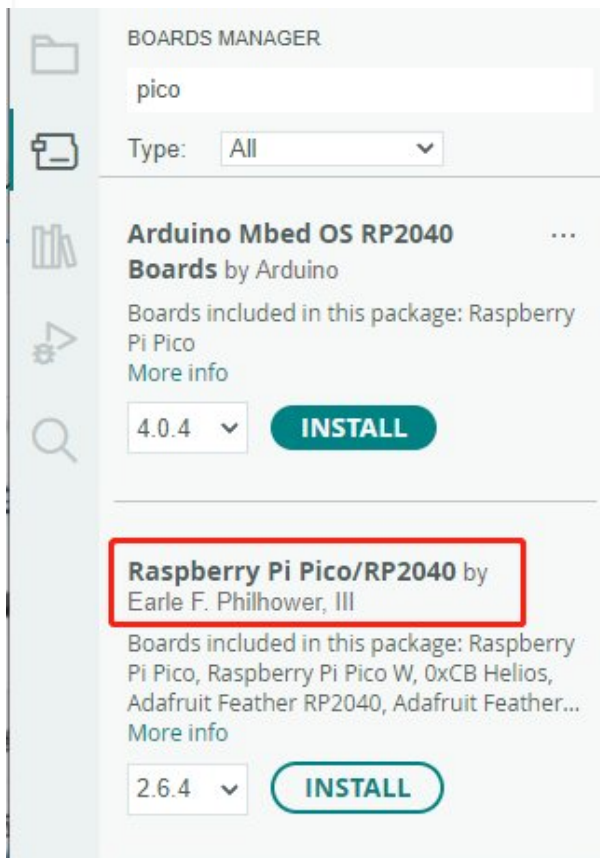 BOARDS MANAGER
pico
Type: All
Arduino Mbed OS RP2040
Boards by Arduino
Boards included in this package: Raspberry
Pi Pico
More info
4.0.4 INSTALL
Raspberry Pi Pico/RP2040 by
Earle F. Philhower, III
Boards included in this package: Raspberry
Pi Pico, Raspberry Pi Pico W, 0xCB Helios,
Adafruit Feather RP2040, Adafruit Feather...
More info
2.6.4 INSTALL